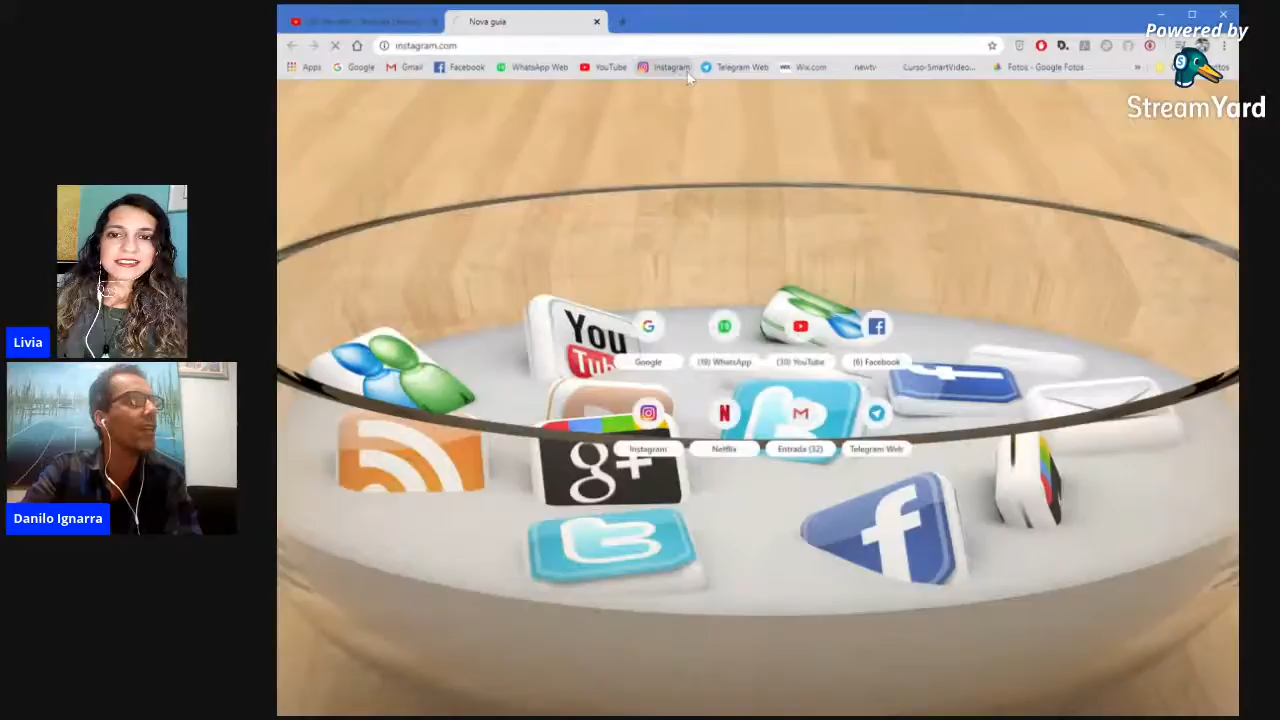 Nova guia
Powered by
instagram.com
Apps Google Gmail Facebook WhatsApp Web YouTube Instagram Telegram Web WiX Wix.com newtv Curso-SmartVideo... Fotos - Google Fotos »
StreamYard
You
Tub
Google (19) WhatsApp (30) YouTube (6) Facebook
Instagram Netflix Entrada (32) Telegram Web
g+
f
Livia
Danilo Ignarra